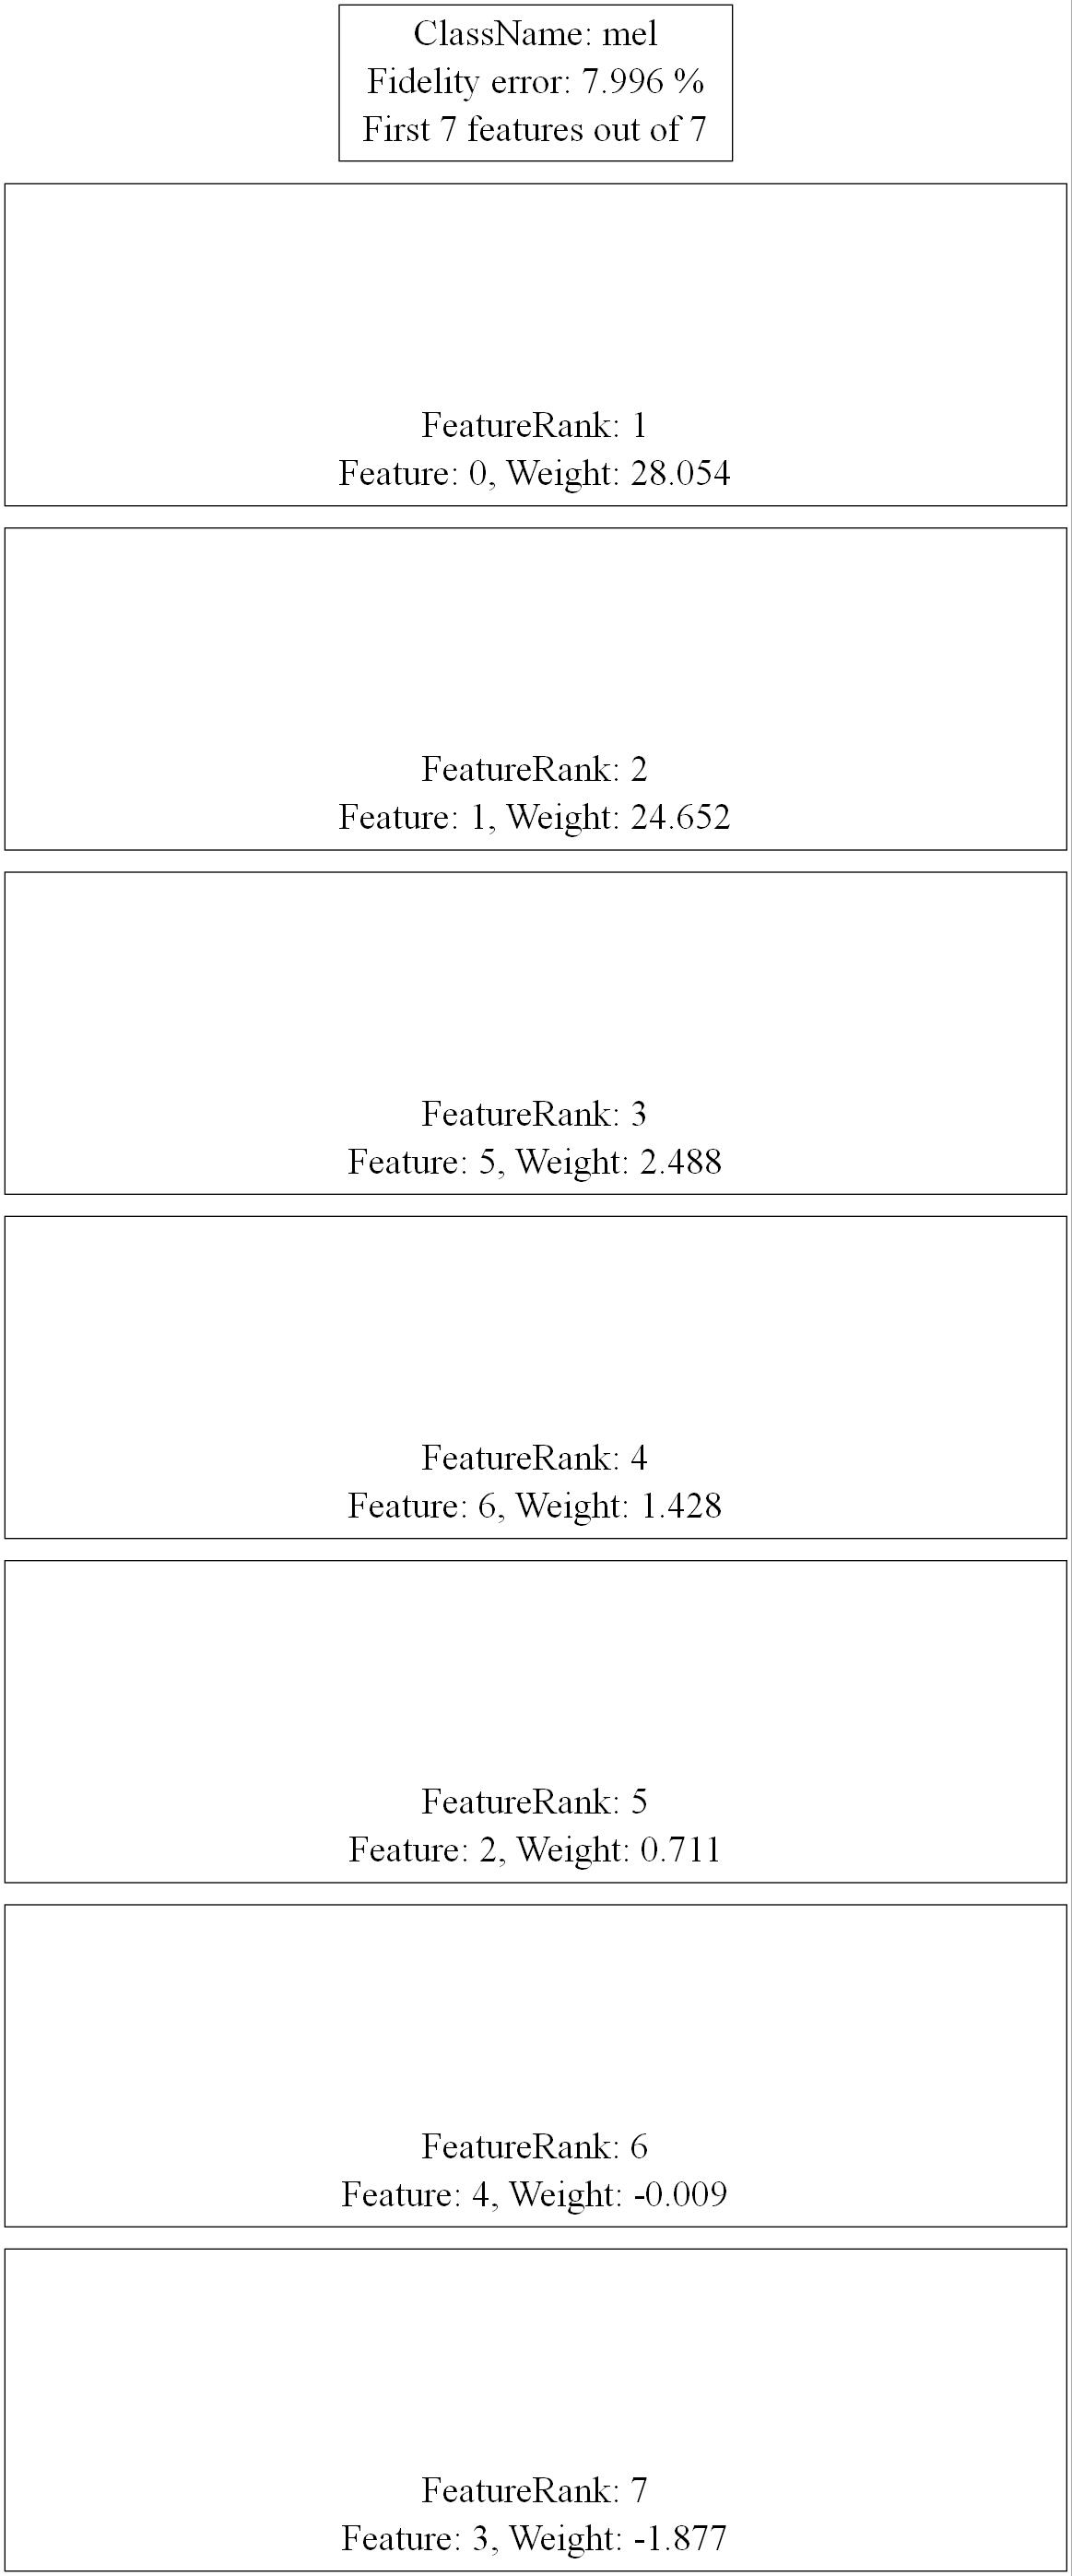 ClassName: mel
Fidelity error: 7.996 %
First 7 features out of 7
FeatureRank: 1
Feature: 0, Weight: 28.054
FeatureRank: 2
Feature: 1, Weight: 24.652
FeatureRank: 3
Feature: 5, Weight: 2.488
FeatureRank: 4
Feature: 6, Weight: 1.428
FeatureRank: 5
Feature: 2, Weight: 0.711
FeatureRank: 6
Feature: 4, Weight: -0.009
FeatureRank: 7
Feature: 3, Weight: -1.877